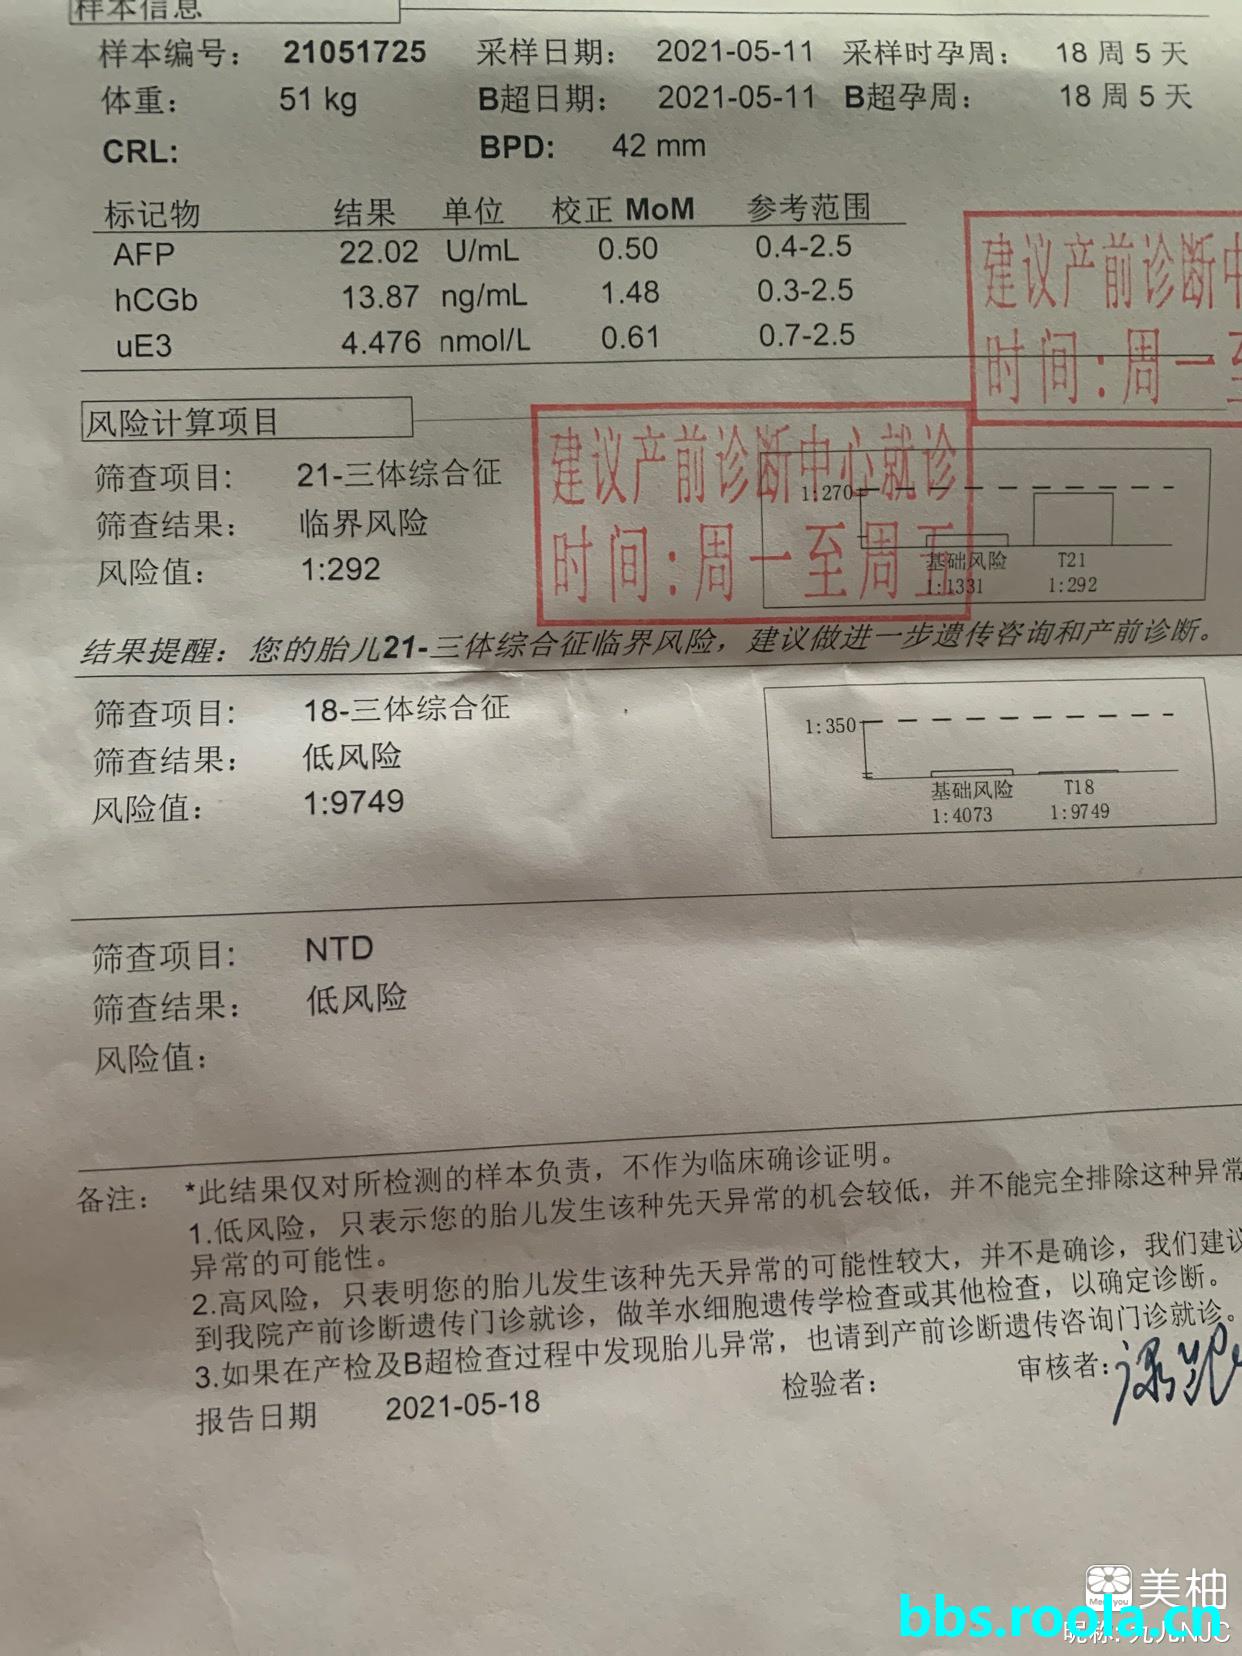 样本信息
样本编号： 21051725 采样日期： 2021-05-11 采样时孕周： 18 周 5 天
体重： 51 kg B超日期： 2021-05-11 B超孕周： 18 周 5 天
CRL: BPD: 42 mm
标记物 结果 单位 校正 MoM 参考范围
AFP 22.02 U/mL 0.50 0.4-2.5
hCGb 13.87 ng/mL 1.48 0.3-2.5
uE3 4.476 nmol/L 0.61 0.7-2.5
建议产前诊断中
时间:周一至
风险计算项目
建议产前诊断中心就诊
时间:周一至周五
筛查项目: 21-三体综合征
筛查结果： 临界风险
风险值： 1:292
1:270
基础风险 T21
1:1331 1:292
结果提醒：您的胎儿21-三体综合征临界风险，建议做进一步遗传咨询和产前诊断。
筛查项目: 18-三体综合征
筛查结果： 低风险
风险值： 1:9749
1:350
基础风险 T18
1:4073 1:9749
筛查项目: NTD
筛查结果： 低风险
风险值：
备注： *此结果仅对所检测的样本负责，不作为临床确诊证明。
1.低风险，只表示您的胎儿发生该种先天异常的机会较低，并不能完全排除这种异常
异常的可能性。
2.高风险，只表明您的胎儿发生该种先天异常的可能性较大，并不是确诊，我们建议
到我院产前诊断遗传门诊就诊，做羊水细胞遗传学检查或其他检查，以确定诊断。
3.如果在产检及B超检查过程中发现胎儿异常，也请到产前诊断遗传咨询门诊就诊。
报告日期 2021-05-18 检验者： 审核者:
美柚
MeetYou
bbs.roola.cn
昵称: 九儿NJC